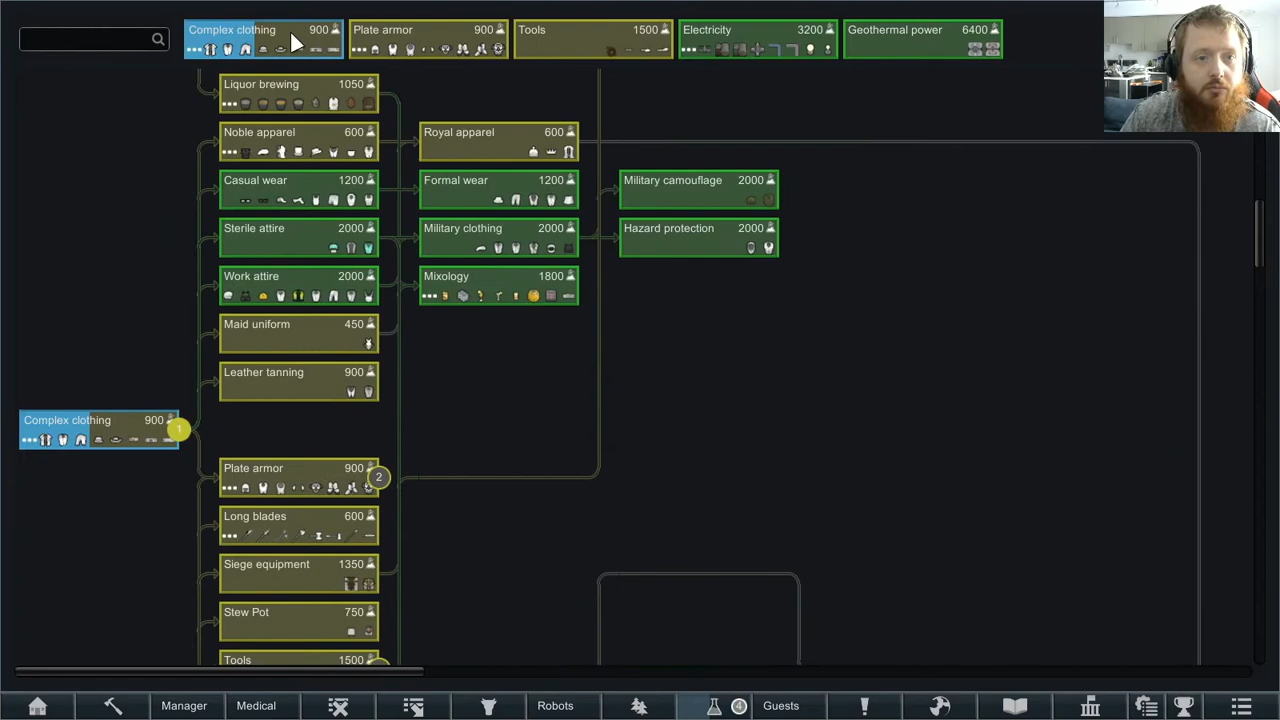 Complex clothing 900
Plate armor 900
Tools 1500
Electricity 3200
Geothermal power 6400
Liquor brewing 1050
Noble apparel 600
Royal apparel 600
Casual wear 1200
Formal wear 1200
Military camouflage 2000
Sterile attire 2000
Military clothing 2000
Hazard protection 2000
Work attire 2000
Mixology 1800
Maid uniform 450
Leather tanning 900
Complex clothing 900
1
Plate armor 900
2
Long blades 600
Siege equipment 1350
Stew Pot 750
Tools 1500
Manager
Medical
Robots
4
Guests